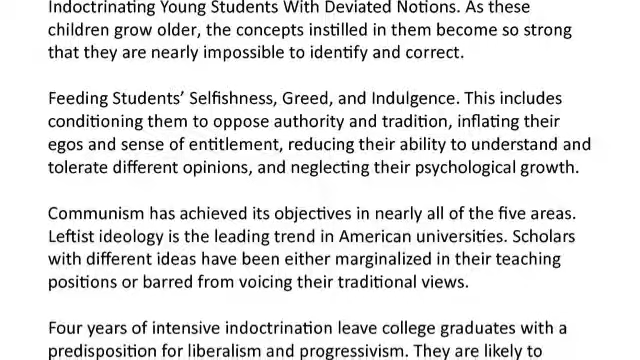 Indoctrinating Young Students With Deviated Notions. As these
children grow older, the concepts instilled in them become so strong
that they are nearly impossible to identify and correct.
Feeding Students’ Selfishness, Greed, and Indulgence. This includes
conditioning them to oppose authority and tradition, inflating their
egos and sense of entitlement, reducing their ability to understand and
tolerate different opinions, and neglecting their psychological growth.
Communism has achieved its objectives in nearly all of the five areas.
Leftist ideology is the leading trend in American universities. Scholars
with different ideas have been either marginalized in their teaching
positions or barred from voicing their traditional views.
Four years of intensive indoctrination leave college graduates with a
predisposition for liberalism and progressivism. They are likely to